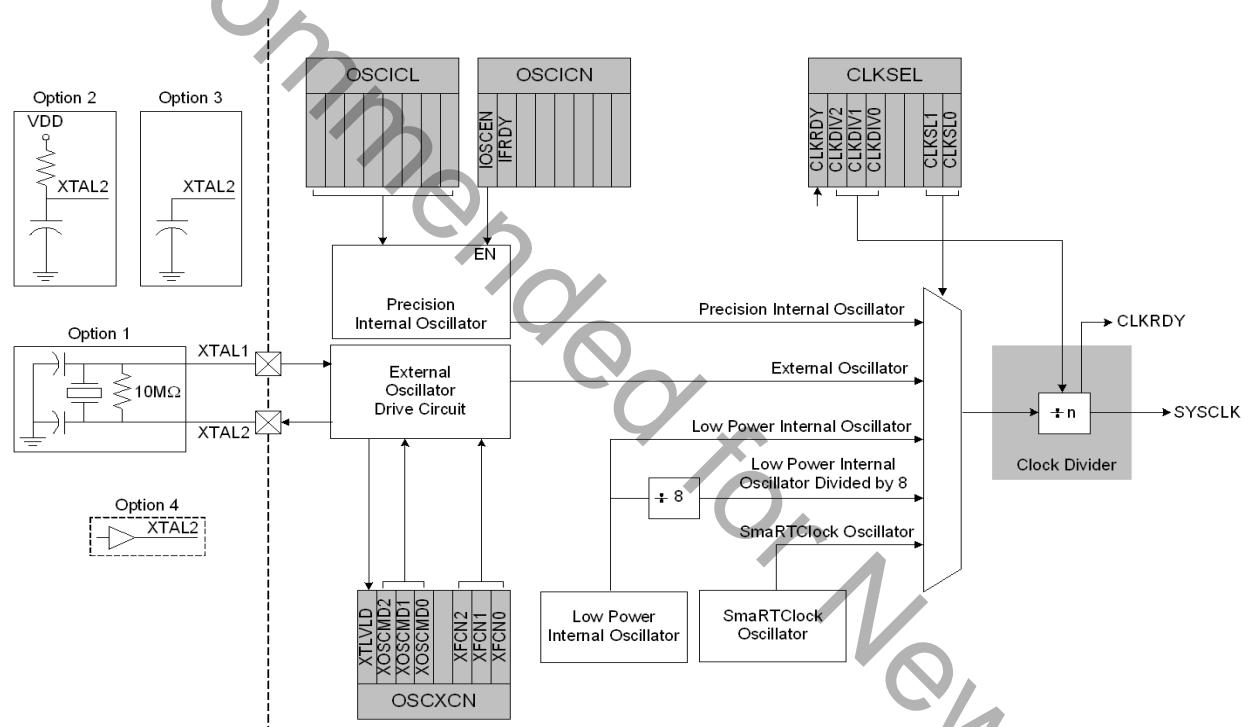 ommended for New
OSCICL
OSCICN
CLKSEL
IOSCEN
IFRDY
CLKRDY
CLKDIV2
CLKDIV1
CLKDIV0
CLKSL1
CLKSL0
Option 2
VDD
XTAL2
Option 3
XTAL2
EN
Precision
Internal Oscillator
Precision Internal Oscillator
CLKRDY
Option 1
XTAL1
10MΩ
XTAL2
External
Oscillator
Drive Circuit
External Oscillator
÷ n
SYSCLK
Clock Divider
Low Power Internal Oscillator
Low Power Internal
Oscillator Divided by 8
÷ 8
SmaRTClock Oscillator
Option 4
XTAL2
XTLVLD
XOSCMD2
XOSCMD1
XOSCMD0
XFCN2
XFCN1
XFCN0
OSCXCN
Low Power
Internal Oscillator
SmaRTClock
Oscillator